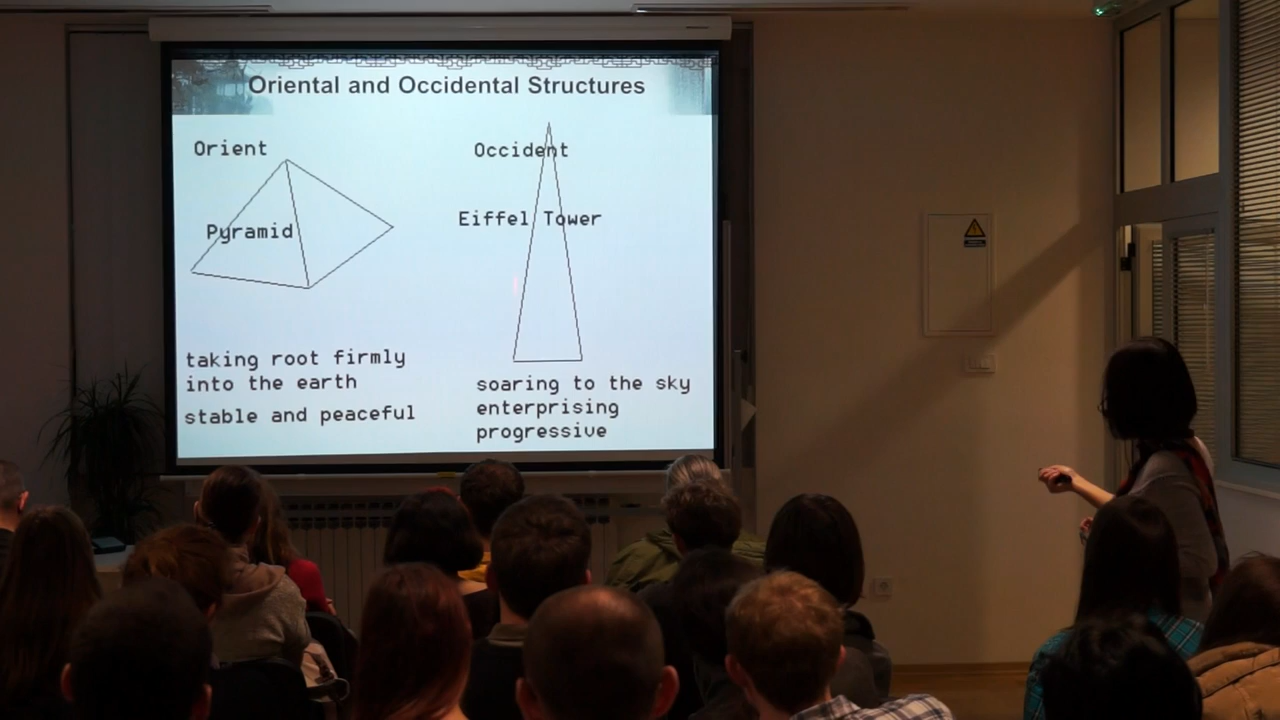 Oriental and Occidental Structures
Orient
Pyramid
taking root firmly
into the earth
stable and peaceful
Occident
Eiffel Tower
soaring to the sky
enterprising
progressive